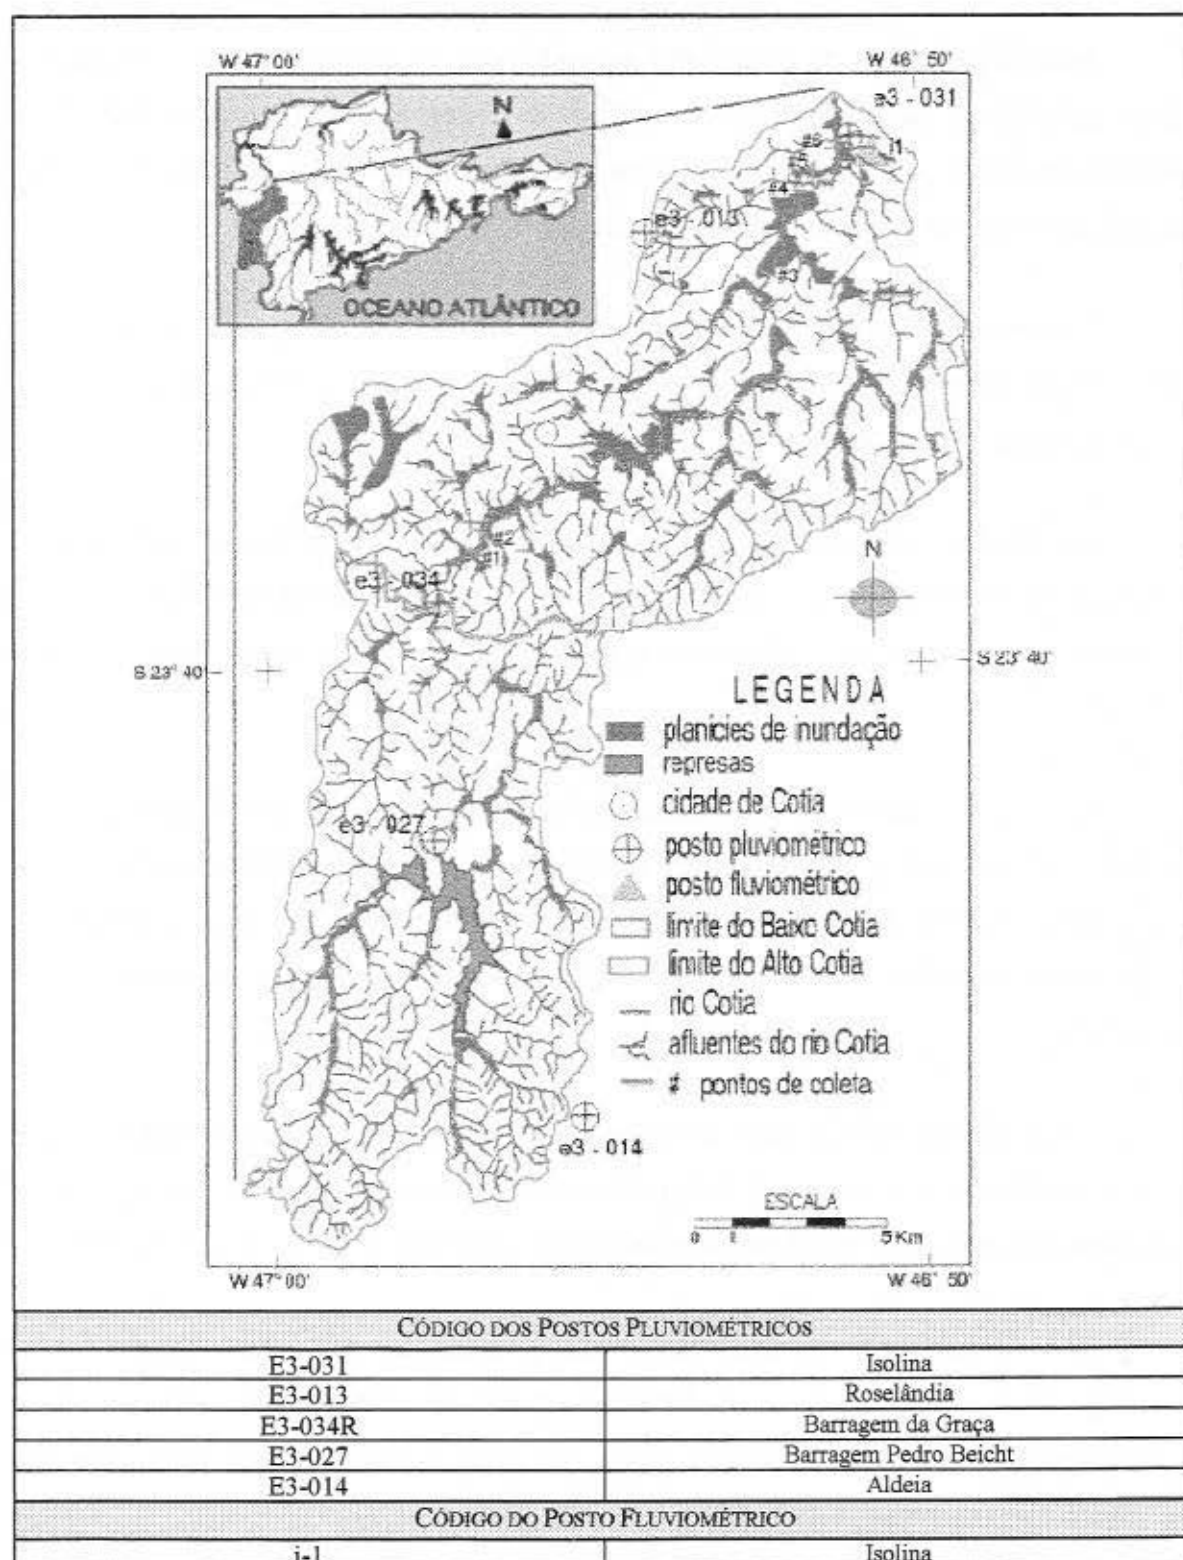 W 47° 00'
W 46° 50'
e3 - 031
N
i1
#6
#5
#4
e3 - 013
#3
OCEANO ATLÂNTICO
#2
#1
e3 - 034
N
S 23° 40'
S 23° 40'
LEGENDA
planícies de inundação
represas
cidade de Cotia
e3 - 027
posto pluviométrico
posto fluviométrico
limite do Baixo Cotia
limite do Alto Cotia
rio Cotia
afluentes do rio Cotia
# pontos de coleta
e3 - 014
ESCALA
0
5 Km
W 47° 00'
W 46° 50'
CÓDIGO DOS POSTOS PLUVIOMÉTRICOS
E3-031 Isolina
E3-013 Roselândia
E3-034R Barragem da Graça
E3-027 Barragem Pedro Beicht
E3-014 Aldeia
CÓDIGO DO POSTO FLUVIOMÉTRICO
i-1 Isolina